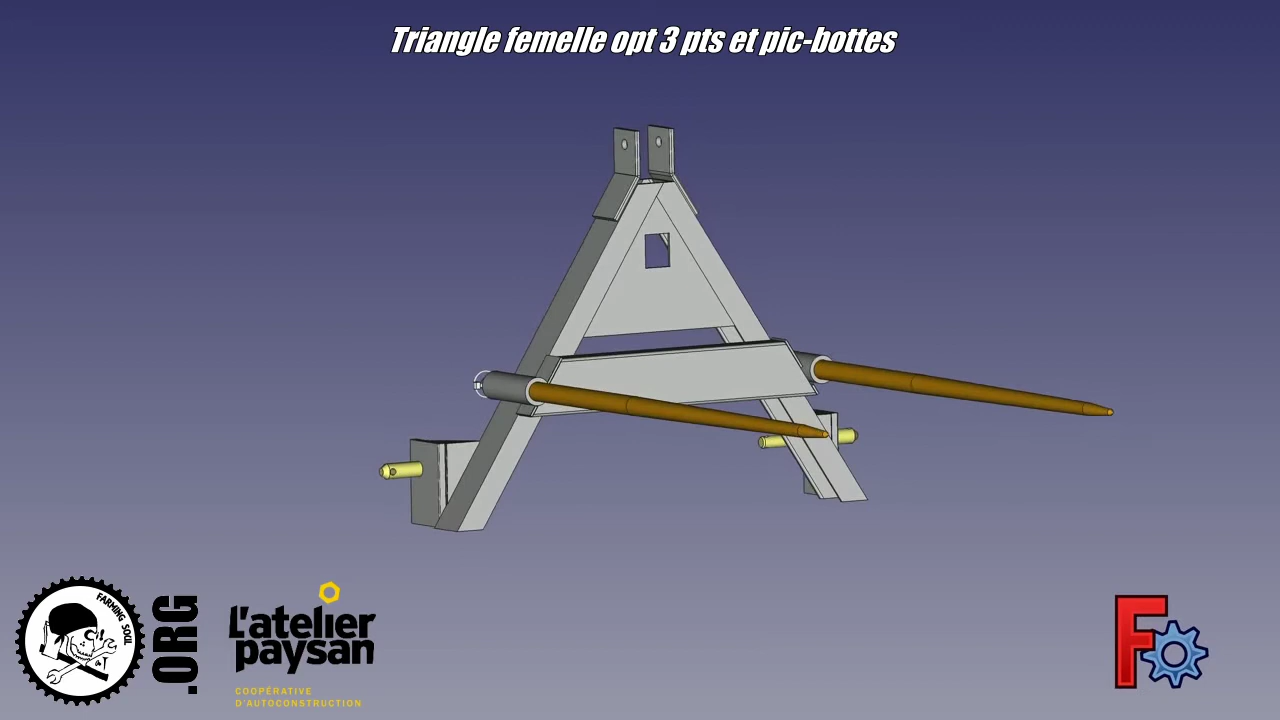 Triangle femelle opt 3 pts et pic-bottes
FARMING SOUL
.ORG
L'atelier
paysan
COOPÉRATIVE
D'AUTOCONSTRUCTION
F